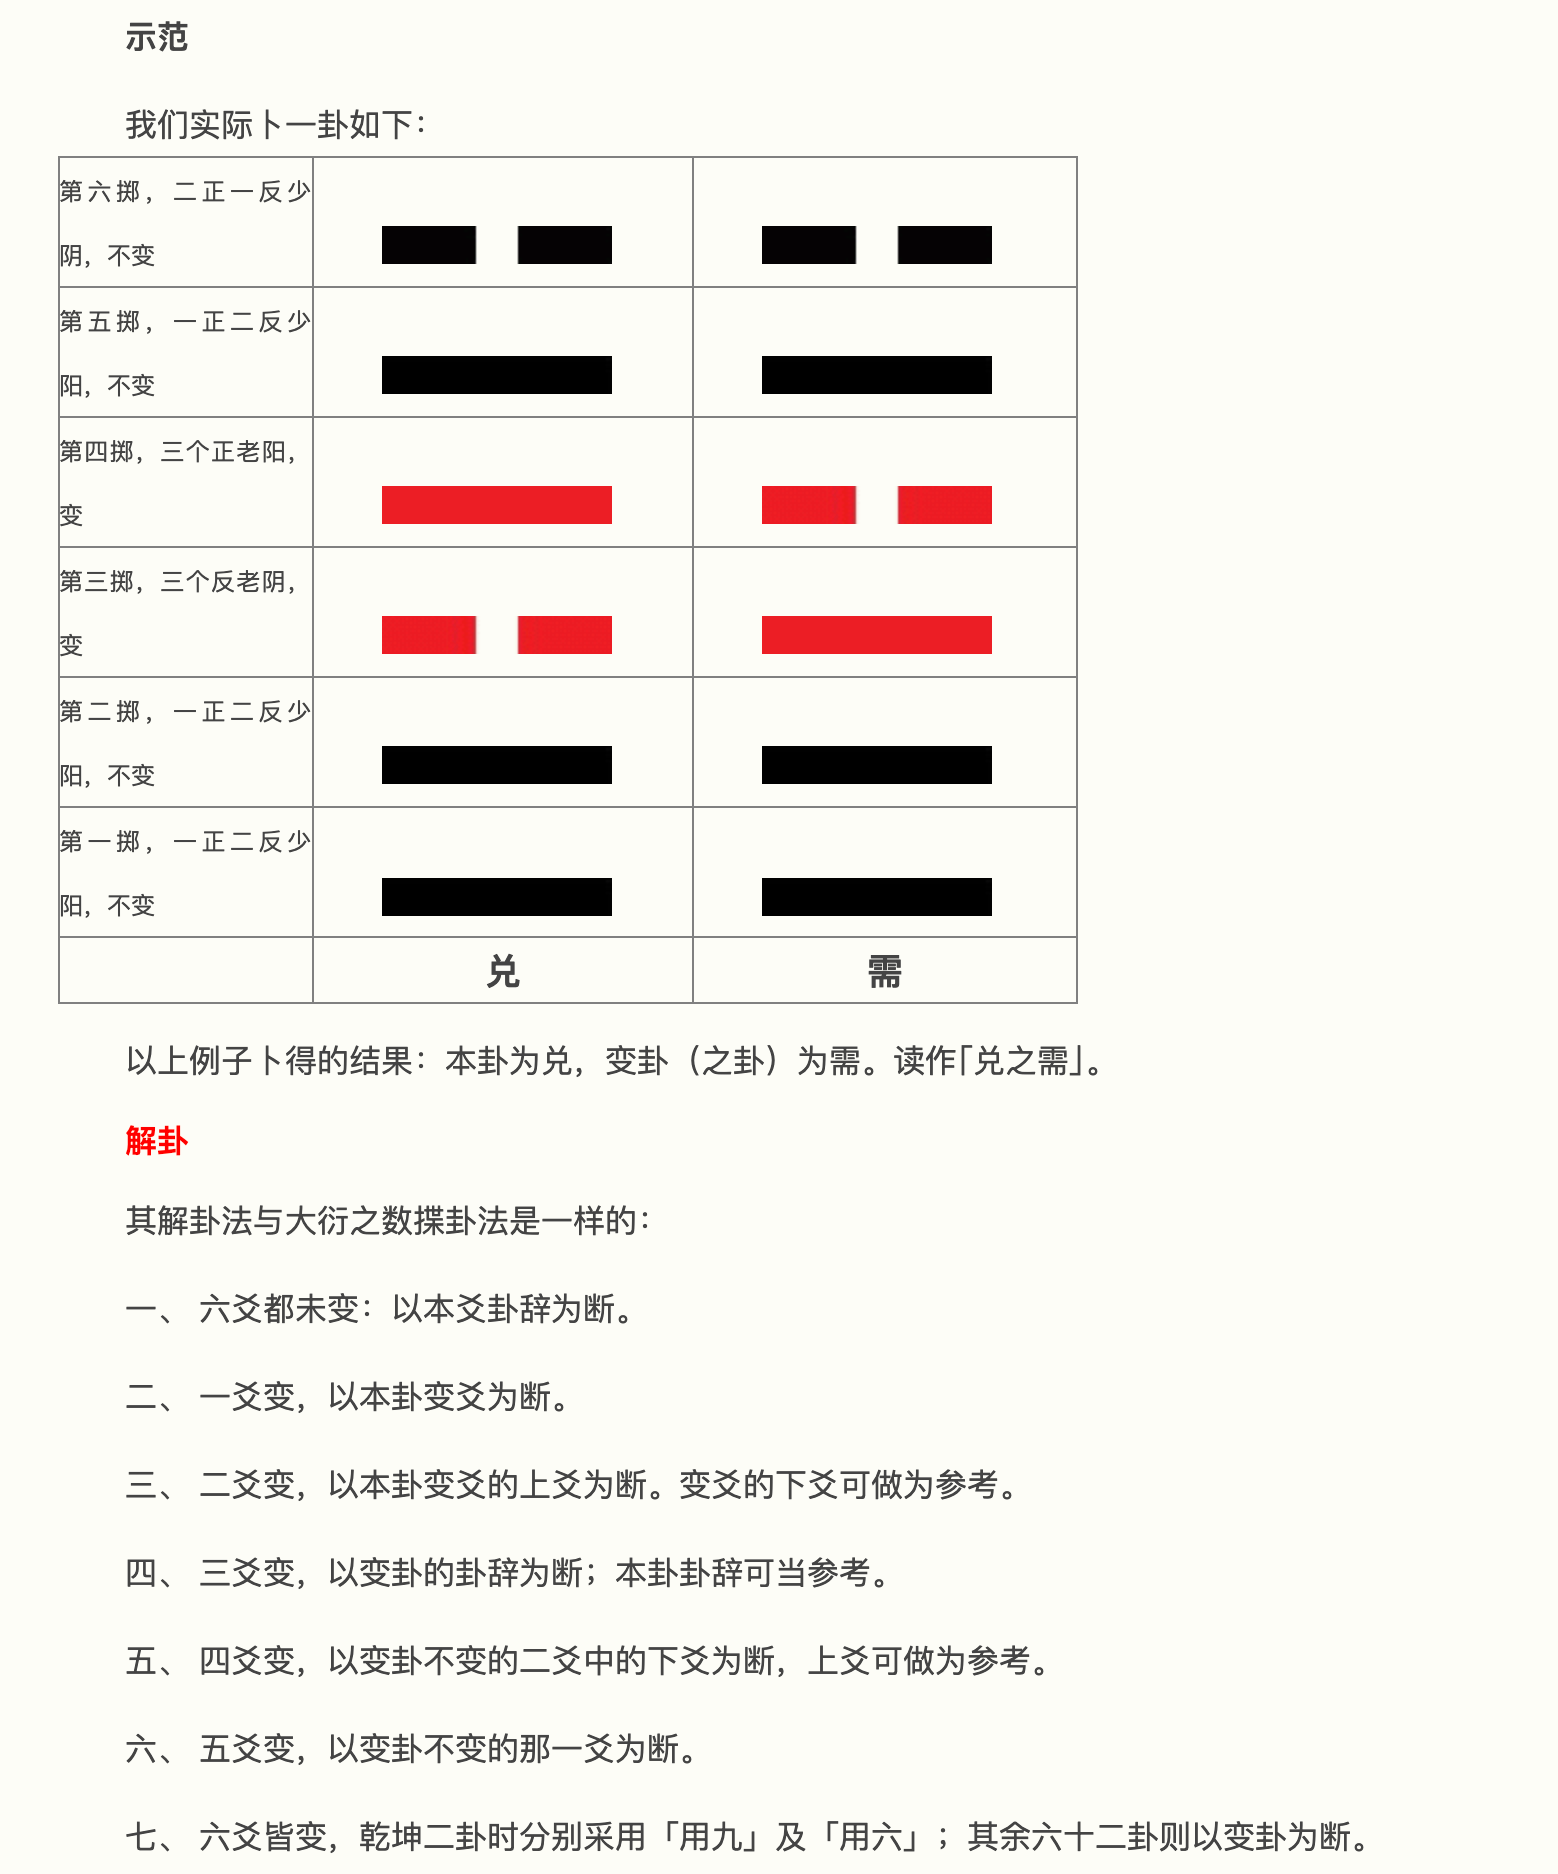 示范
我们实际卜一卦如下：
第六掷，二正一反少
阴，不变
第五掷，一正二反少
阳，不变
第四掷，三个正老阳，
变
第三掷，三个反老阴，
变
第二掷，一正二反少
阳，不变
第一掷，一正二反少
阳，不变
兑 需
以上例子卜得的结果：本卦为兑，变卦（之卦）为需。读作「兑之需」。
解卦
其解卦法与大衍之数揲卦法是一样的：
一、 六爻都未变：以本爻卦辞为断。
二、 一爻变，以本卦变爻为断。
三、 二爻变，以本卦变爻的上爻为断。变爻的下爻可做为参考。
四、 三爻变，以变卦的卦辞为断；本卦卦辞可当参考。
五、 四爻变，以变卦不变的二爻中的下爻为断，上爻可做为参考。
六、 五爻变，以变卦不变的那一爻为断。
七、 六爻皆变，乾坤二卦时分别采用「用九」及「用六」；其余六十二卦则以变卦为断。